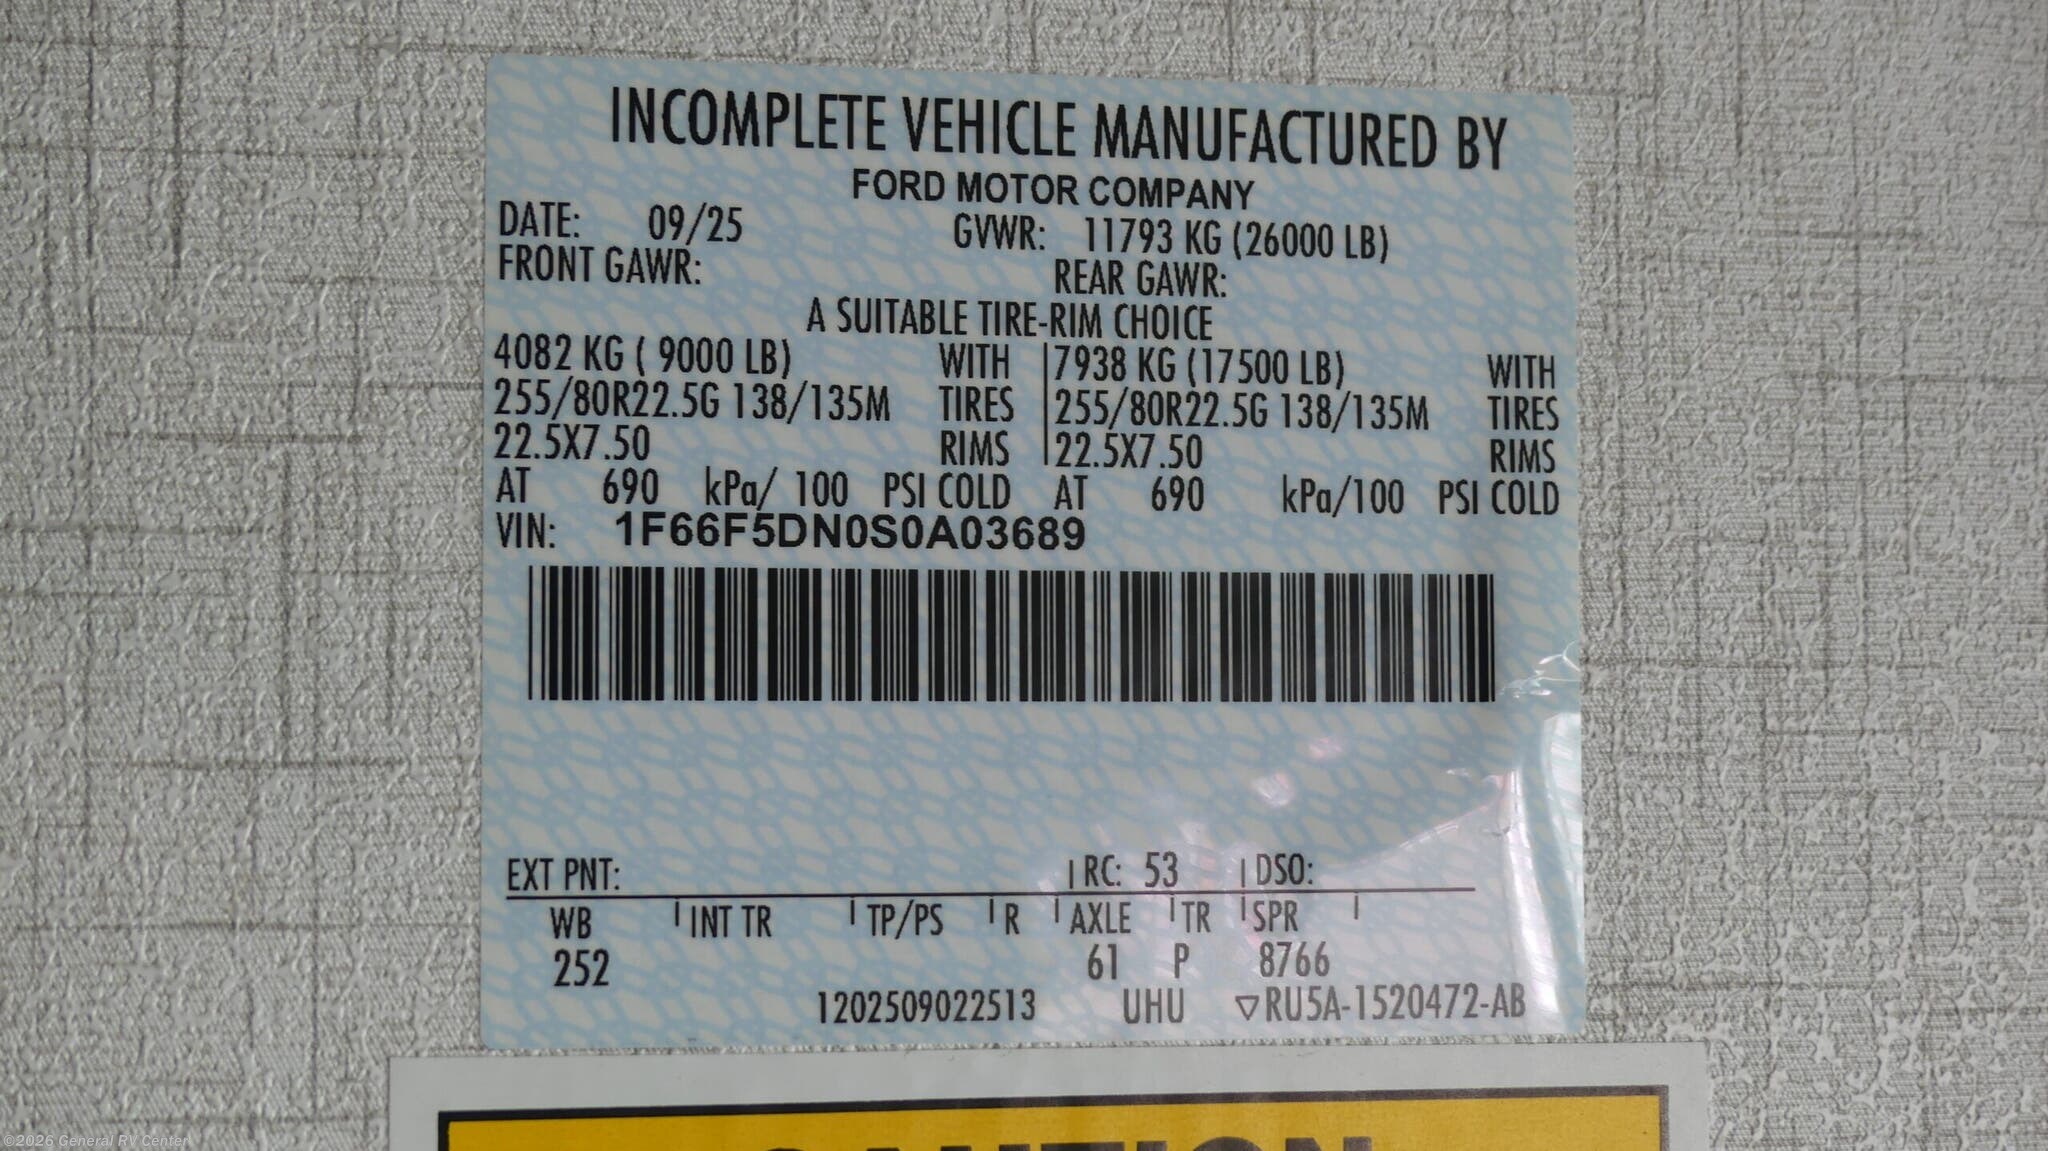 INCOMPLETE VEHICLE MANUFACTURED BY
FORD MOTOR COMPANY
DATE: 09/25 GVWR: 11793 KG (26000 LB)
FRONT GAWR: REAR GAWR:
A SUITABLE TIRE-RIM CHOICE
4082 KG ( 9000 LB) WITH 7938 KG (17500 LB) WITH
255/80R22.5G 138/135M TIRES 255/80R22.5G 138/135M TIRES
22.5X7.50 RIMS 22.5X7.50 RIMS
AT 690 kPa/ 100 PSI COLD AT 690 kPa/100 PSI COLD
VIN: 1F66F5DN0S0A03689
EXT PNT: RC: 53 DSO:
WB INT TR TP/PS R AXLE TR SPR
252 61 P 8766
1202509022513 UHU ▽RU5A-1520472-AB
CAUTION
©2026 General RV Center